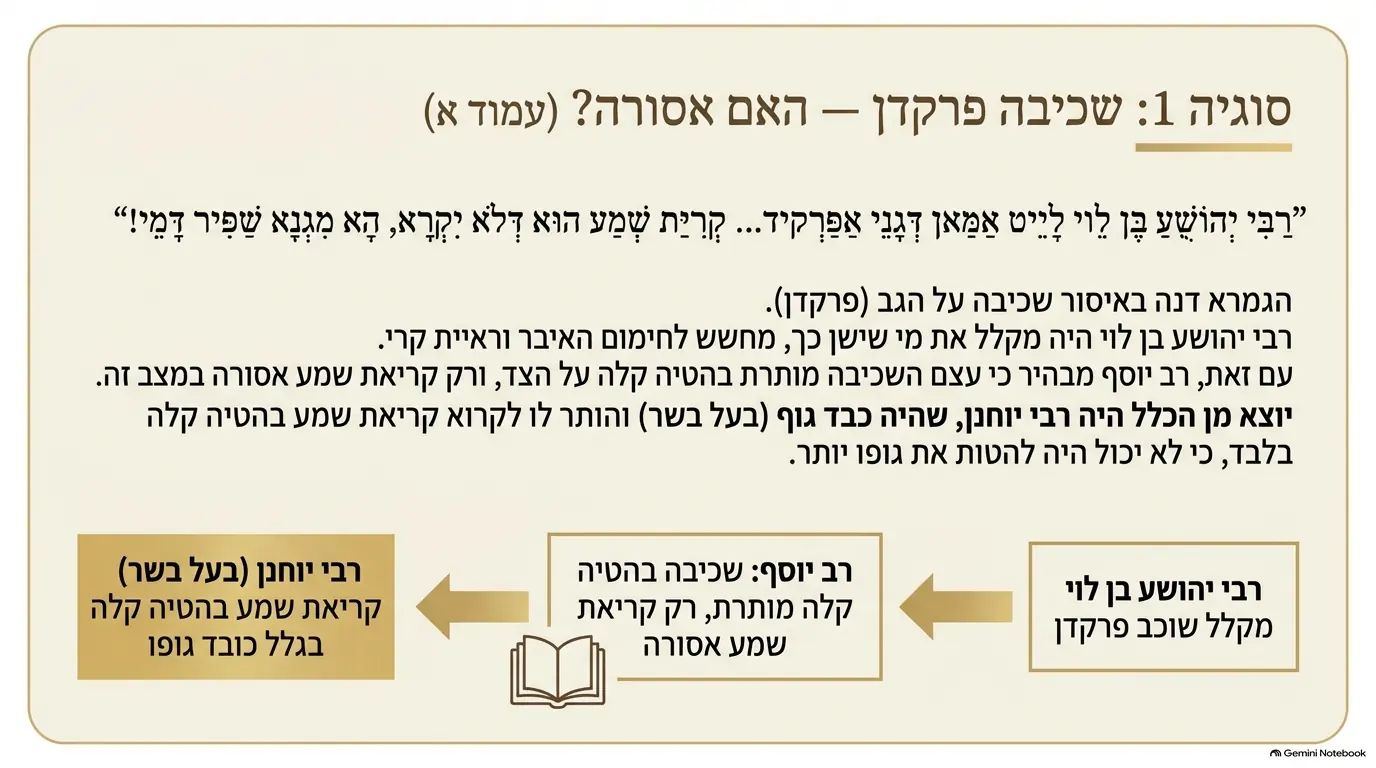 סוגיה 1: שכיבה פרקדן – האם אסורה? (עמוד א)
”רַבִּי יְהוֹשֻׁעַ בֶּן לֵוִי לָיֵיט אַמַּאן דְּגָנֵי אַפַּרְקִיד... קְרִיַּת שְׁמַע הוּא דְּלֹא יִקְרָא, הָא מִגְנָא שַׁפִּיר דָּמֵי!“
הגמרא דנה באיסור שכיבה על הגב (פרקדן).
רבי יהושע בן לוי היה מקלל את מי שישן כך, מחשש לחימום האיבר וראיית קרי.
עם זאת, רב יוסף מבהיר כי עצם השכיבה מותרת בהטיה קלה על הצד, ורק קריאת שמע אסורה במצב זה.
יוצא מן הכלל היה רבי יוחנן, שהיה כבד גוף (בעל בשר) והותר לו לקרוא קריאת שמע בהטיה קלה
בלבד, כי לא יכול היה להטות את גופו יותר.
רבי יהושע בן לוי
מקלל שוכב פרקדן
רב יוסף: שכיבה בהטיה
קלה מותרת, רק קריאת
שמע אסורה
רבי יוחנן (בעל בשר)
קריאת שמע בהטיה קלה
בגלל כובד גופו
Gemini Notebook